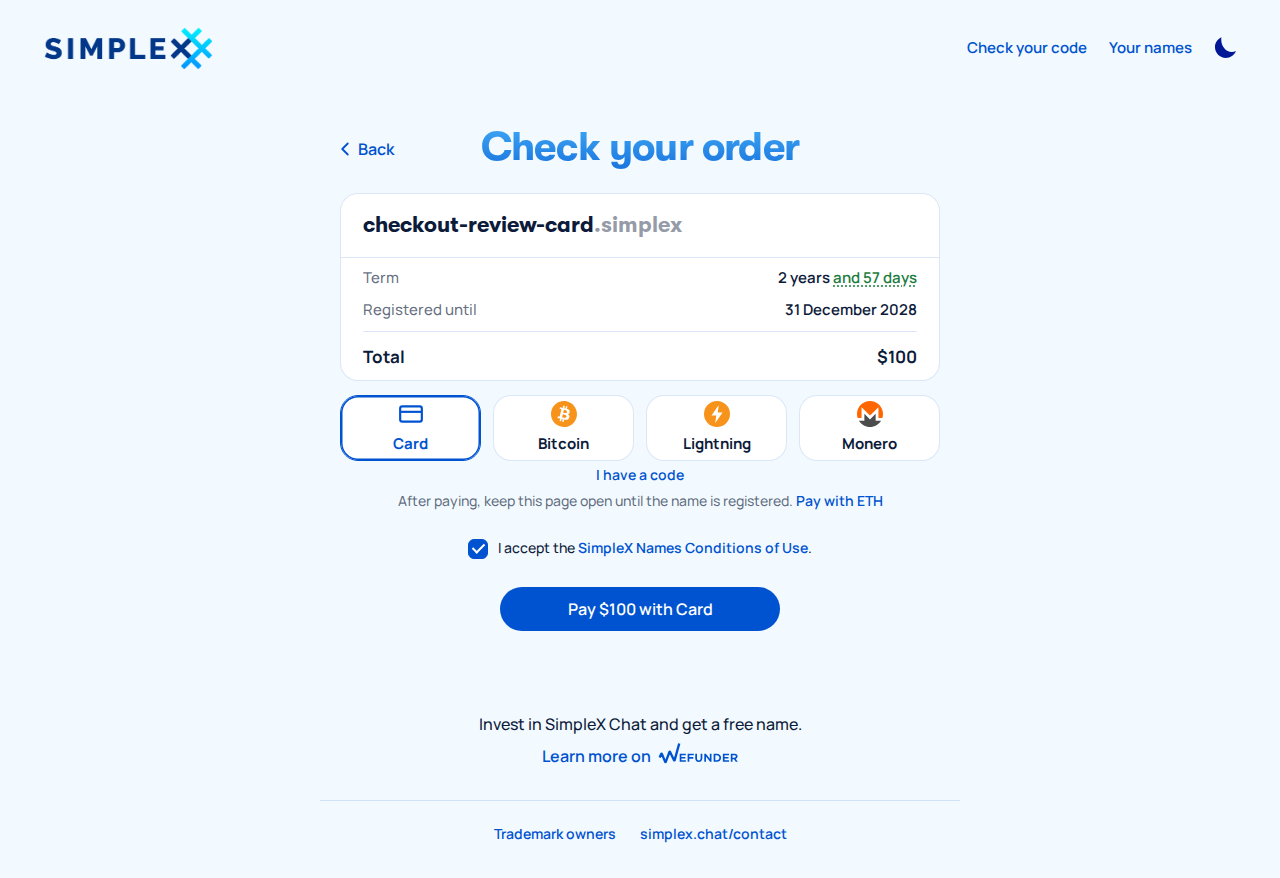 SIMPLEX
Check your code
Your names
Back
Check your order
checkout-review-card.simplex
Term
2 years and 57 days
Registered until
31 December 2028
Total
$100
Card
Bitcoin
Lightning
Monero
I have a code
After paying, keep this page open until the name is registered. Pay with ETH
I accept the SimpleX Names Conditions of Use.
Pay $100 with Card
Invest in SimpleX Chat and get a free name.
Learn more on WEFUNDER
Trademark owners
simplex.chat/contact